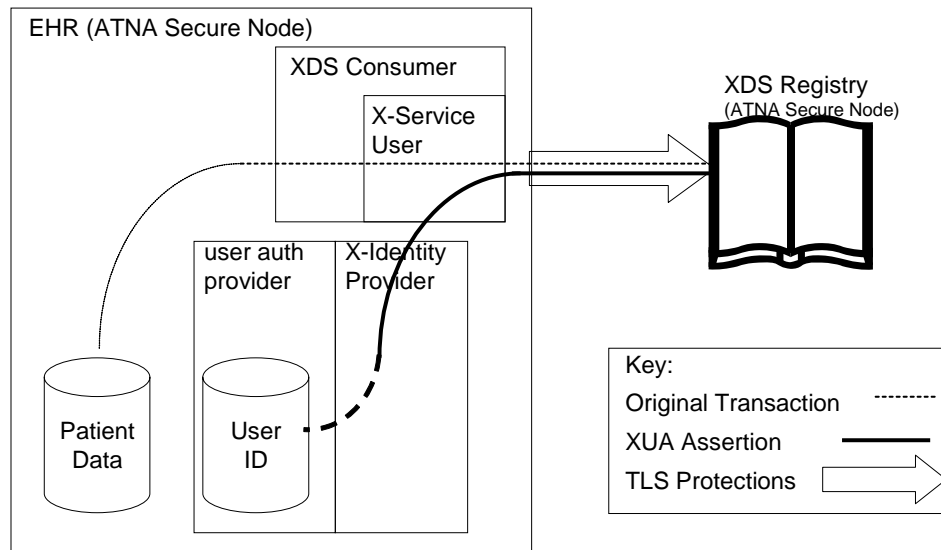 EHR (ATNA Secure Node)
XDS Consumer
X-Service
User
XDS Registry
(ATNA Secure Node)
user auth
provider
X-Identity
Provider
Patient
Data
User
ID
Key:
Original Transaction
XUA Assertion
TLS Protections